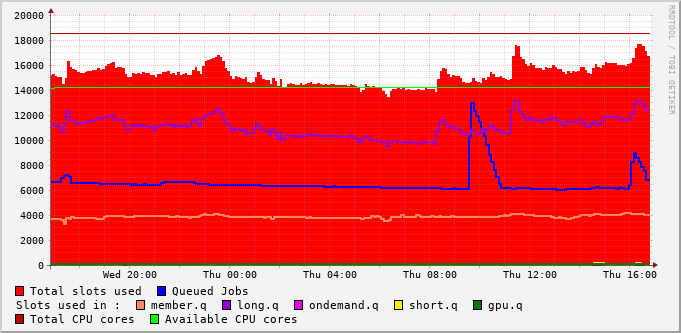 RRDTOOL / TOBI OETIKER
20000
18000
16000
14000
12000
10000
8000
6000
4000
2000
0
Wed 20:00 Thu 00:00 Thu 04:00 Thu 08:00 Thu 12:00 Thu 16:00
Total slots used Queued Jobs
Slots used in : member.q long.q ondemand.q short.q gpu.q
Total CPU cores Available CPU cores